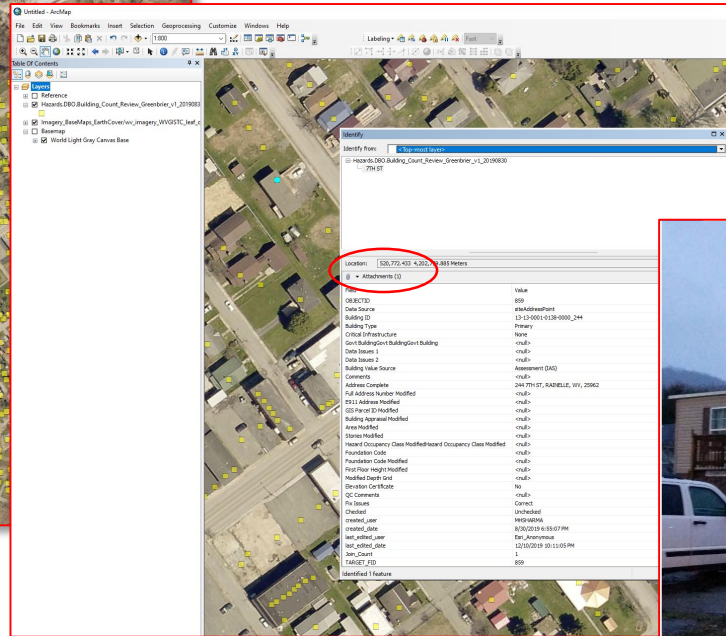 Untitled - ArcMap
File Edit View Bookmarks Insert Selection Geoprocessing Customize Windows Help
1:800
Labeling
Fast
Table Of Contents
Layers
Reference
Hazards.DBO.Building_Count_Review_Greenbrier_v1_2019083
Imagery_BaseMaps_EarthCover/wv_imagery_WVGISTC_leaf_c
Basemap
World Light Gray Canvas Base
Identify
Identify from: <Top-most layer>
Hazards.DBO.Building_Count_Review_Greenbrier_v1_20190830
7TH ST
Location: 520,772.433 885 Meters
Attachments (1)
Field Value
OBJECTID 859
Data Source siteAddressPoint
Building ID 13-13-0001-0138-0000_244
Building Type Primary
Critical Infrastructure None
Govt BuildingGovt BuildingGovt Building <null>
Data Issues 1 <null>
Data Issues 2 <null>
Building Value Source Assessment (IAS)
Comments <null>
Address Complete 244 7TH ST, RAINELLE, WV, 25962
Full Address Number Modified <null>
E911 Address Modified <null>
GIS Parcel ID Modified <null>
Building Appraisal Modified <null>
Area Modified <null>
Stories Modified <null>
Hazard Occupancy Class ModifiedHazard Occupancy Class Modified <null>
Foundation Code <null>
Foundation Code Modified <null>
First Floor Height Modified <null>
Modified Depth Grid <null>
Elevation Certificate No
QC Comments <null>
Fix Issues Correct
Checked Unchecked
created_user MHSHARMA
created_date 8/30/2019 6:55:07 PM
last_edited_user Esri_Anonymous
last_edited_date 12/10/2019 10:11:05 PM
Join_Count 1
TARGET_FID 859
Identified 1 feature